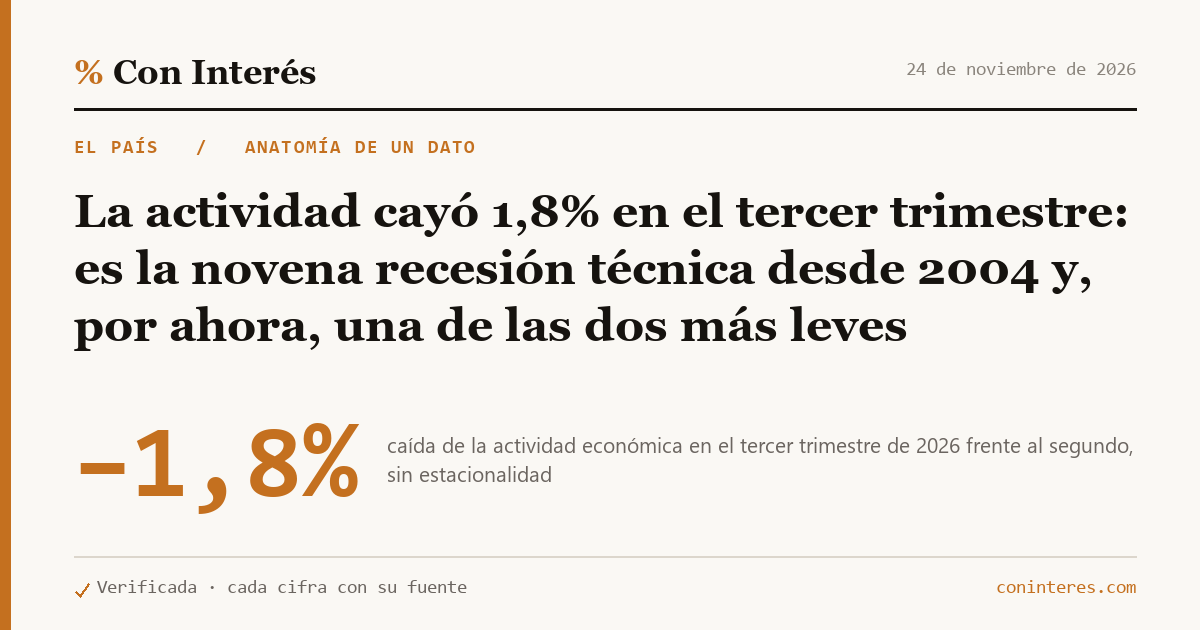 % Con Interés
24 de noviembre de 2026
EL PAÍS / ANATOMÍA DE UN DATO
La actividad cayó 1,8% en el tercer trimestre:
es la novena recesión técnica desde 2004 y,
por ahora, una de las dos más leves
−1,8%
caída de la actividad económica en el tercer trimestre de 2026 frente al segundo,
sin estacionalidad
✓ Verificada · cada cifra con su fuente
coninteres.com